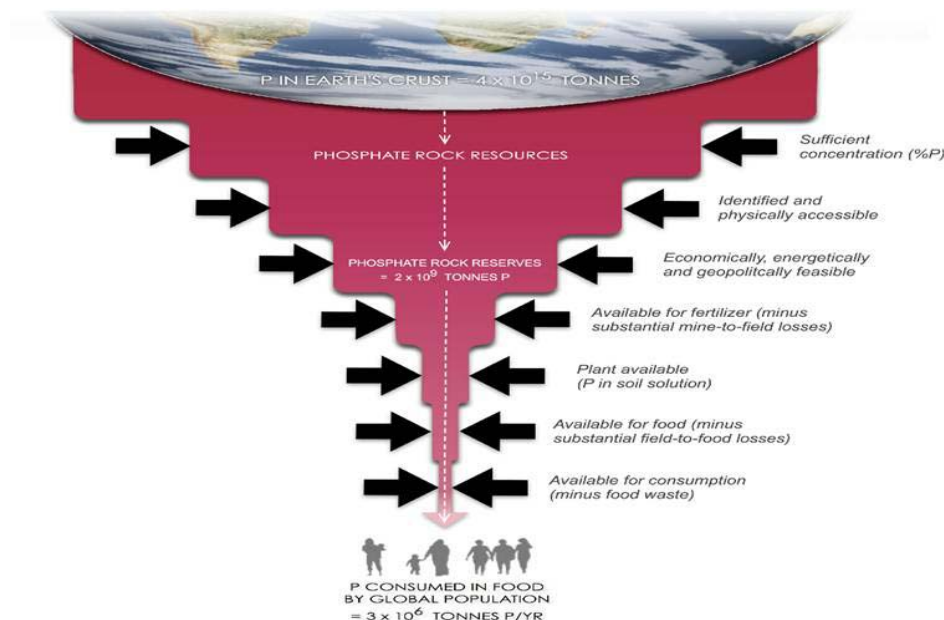 P IN EARTH'S CRUST = 4 x 10¹⁵ TONNES
PHOSPHATE ROCK RESOURCES
Sufficient
concentration (%P)
Identified and
physically accessible
PHOSPHATE ROCK RESERVES
= 2 x 10⁹ TONNES P
Economically, energetically
and geopolitcally feasible
Available for fertilizer (minus
substantial mine-to-field losses)
Plant available
(P in soil solution)
Available for food (minus
substantial field-to-food losses)
Available for consumption
(minus food waste)
P CONSUMED IN FOOD
BY GLOBAL POPULATION
= 3 x 10⁶ TONNES P/YR